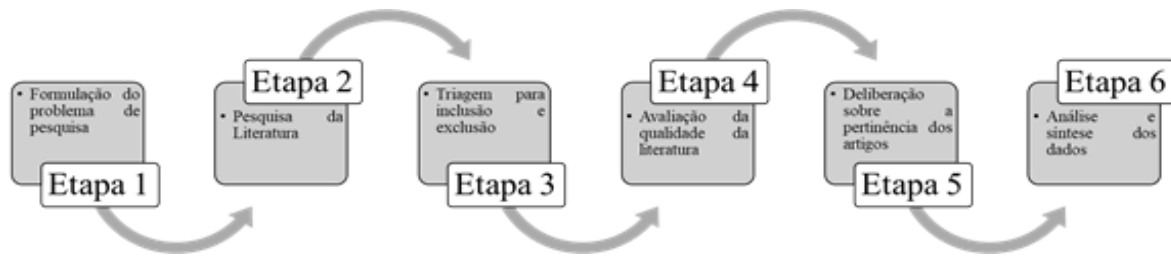 • Formulação do
problema de
pesquisa
Etapa 1
Etapa 2
• Pesquisa da
Literatura
• Triagem para
inclusão e
exclusão
Etapa 3
Etapa 4
• Avaliação da
qualidade da
literatura
• Deliberação
sobre a
pertinência dos
artigos
Etapa 5
Etapa 6
• Análise e
síntese dos
dados